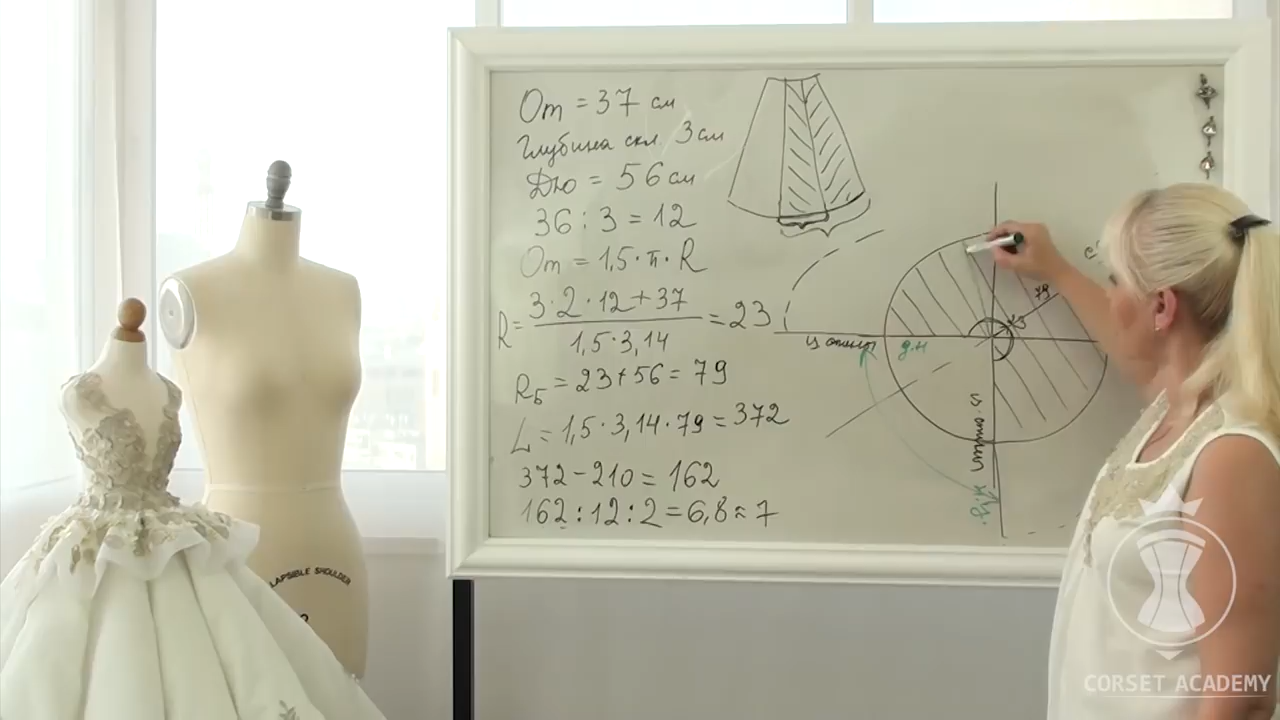 От = 37 см
Глубина скл. 3 см
Дю = 56 см
36 : 3 = 12
От = 1,5 · π · R
R = 3 · 2 · 12 + 37 / 1,5 · 3,14 = 23
Rб = 23 + 56 = 79
L = 1,5 · 3,14 · 79 = 372
372 - 210 = 162
162 : 12 : 2 = 6,8 ≈ 7
79
23
д.н
д.н
LAPSIBLE SHOULDER
CORSET ACADEMY